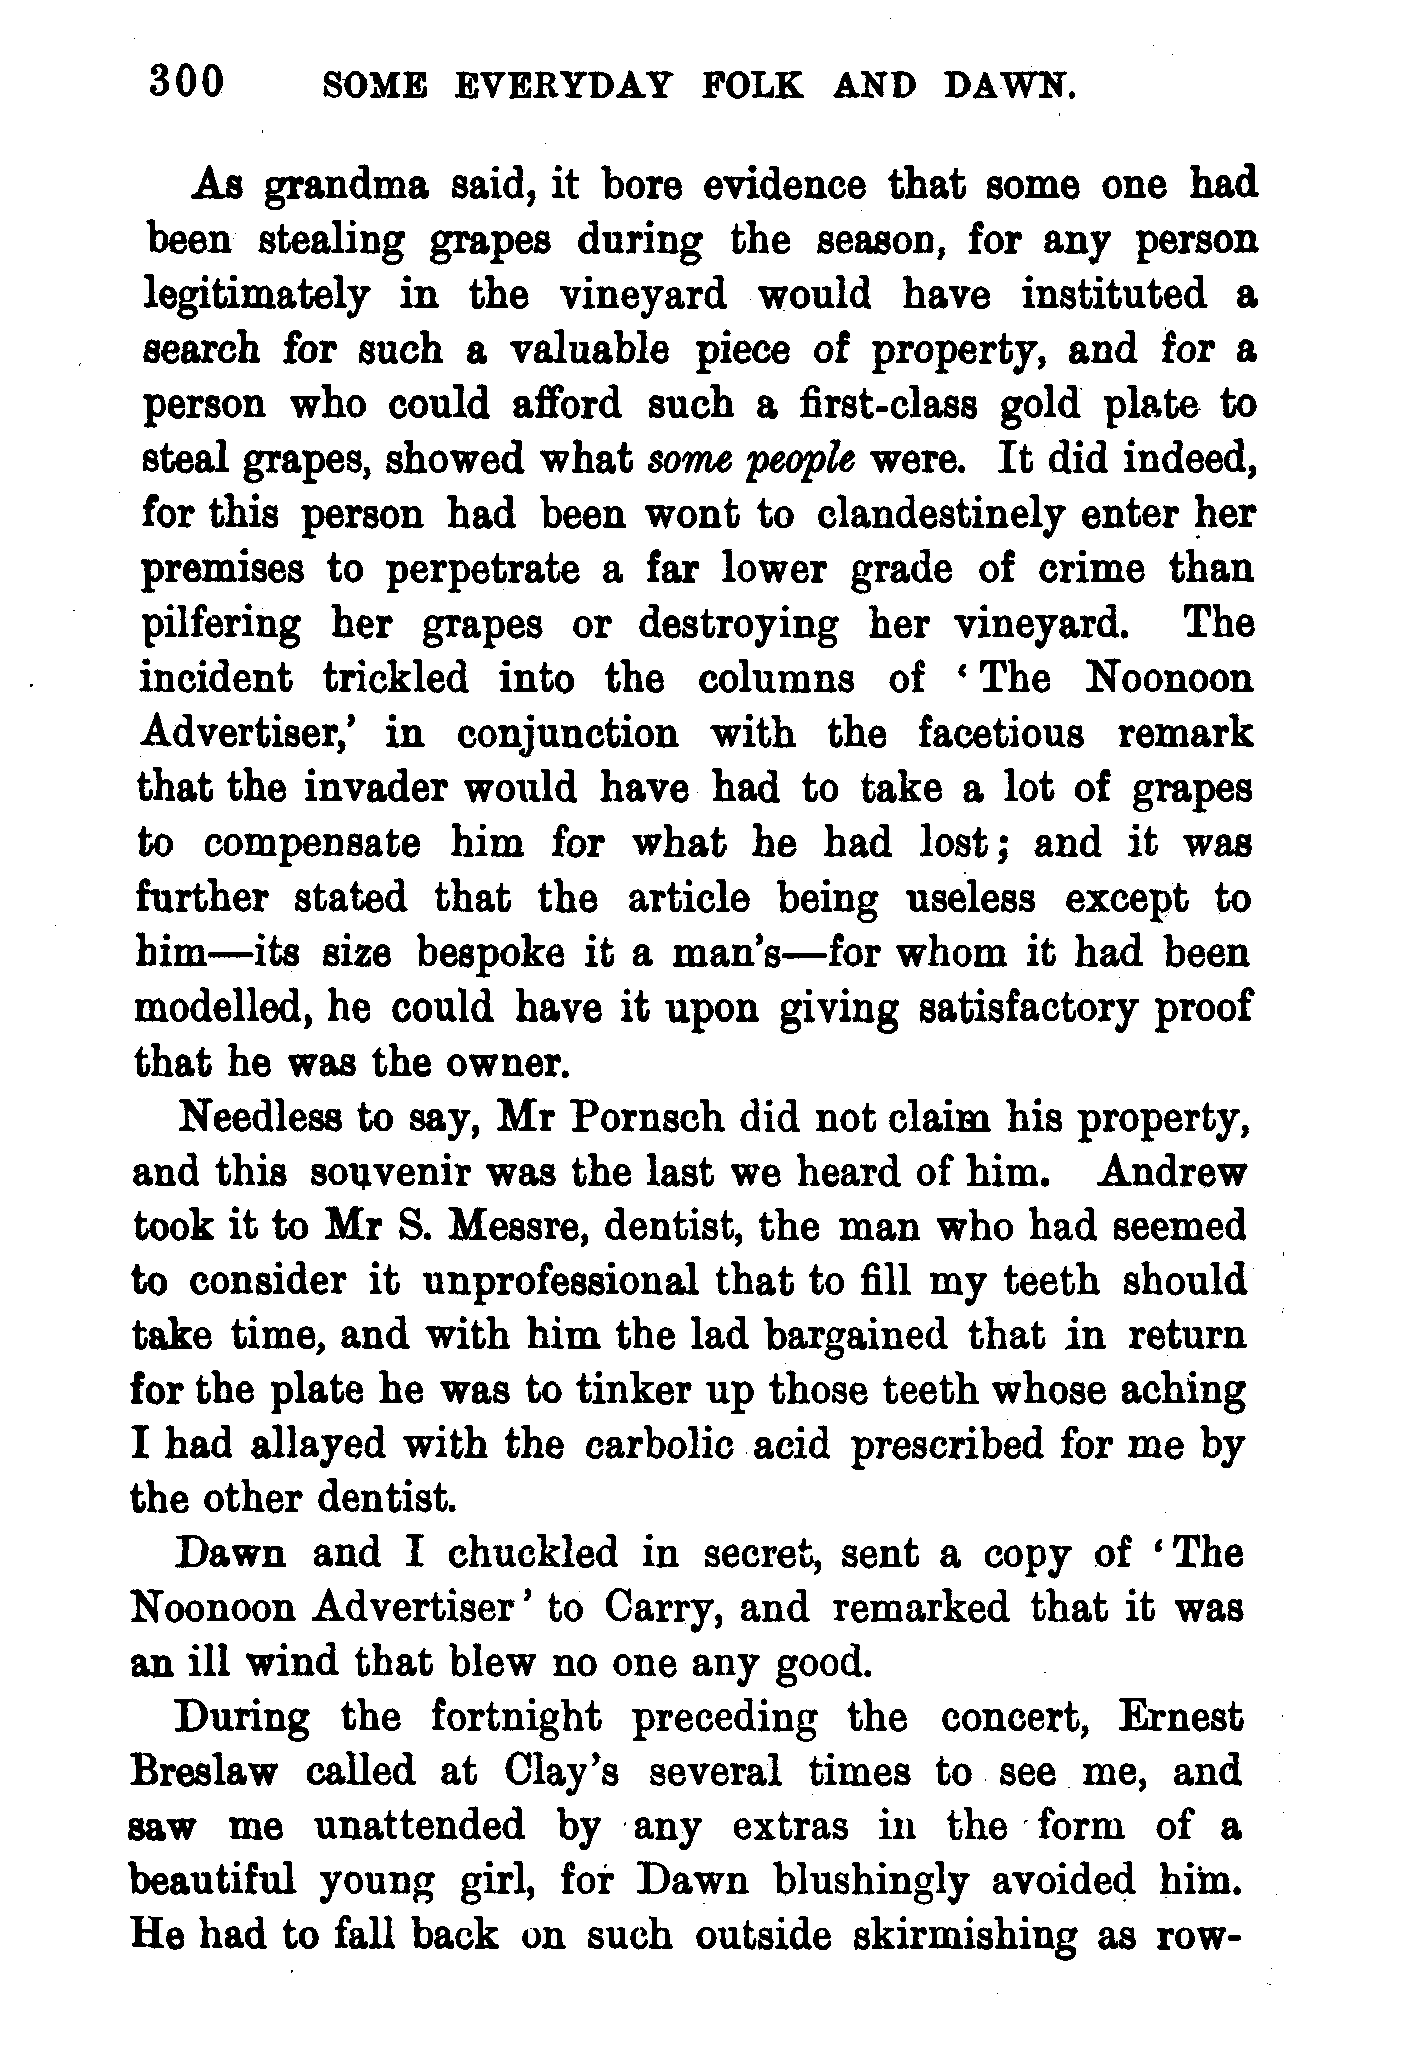 300 SOME EVERYDAY FOLK AND DAWN.
As grandma said, it bore evidence that some one had
been stealing grapes during the season, for any person
legitimately in the vineyard would have instituted a
search for such a valuable piece of property, and for a
person who could afford such a first-class gold plate to
steal grapes, showed what some people were. It did indeed,
for this person had been wont to clandestinely enter her
premises to perpetrate a far lower grade of crime than
pilfering her grapes or destroying her vineyard. The
incident trickled into the columns of ‘The Noonoon
Advertiser,’ in conjunction with the facetious remark
that the invader would have had to take a lot of grapes
to compensate him for what he had lost; and it was
further stated that the article being useless except to
him—its size bespoke it a man’s—for whom it had been
modelled, he could have it upon giving satisfactory proof
that he was the owner.
Needless to say, Mr Pornsch did not claim his property,
and this souvenir was the last we heard of him. Andrew
took it to Mr S. Messre, dentist, the man who had seemed
to consider it unprofessional that to fill my teeth should
take time, and with him the lad bargained that in return
for the plate he was to tinker up those teeth whose aching
I had allayed with the carbolic acid prescribed for me by
the other dentist.
Dawn and I chuckled in secret, sent a copy of ‘The
Noonoon Advertiser’ to Carry, and remarked that it was
an ill wind that blew no one any good.
During the fortnight preceding the concert, Ernest
Breslaw called at Clay’s several times to see me, and
saw me unattended by any extras in the form of a
beautiful young girl, for Dawn blushingly avoided him.
He had to fall back on such outside skirmishing as row-